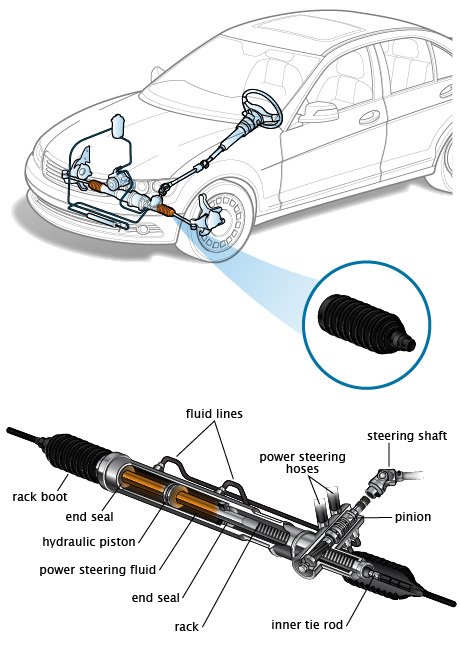 fluid lines
steering shaft
power steering
hoses
rack boot
pinion
end seal
hydraulic piston
power steering fluid
end seal
inner tie rod
rack